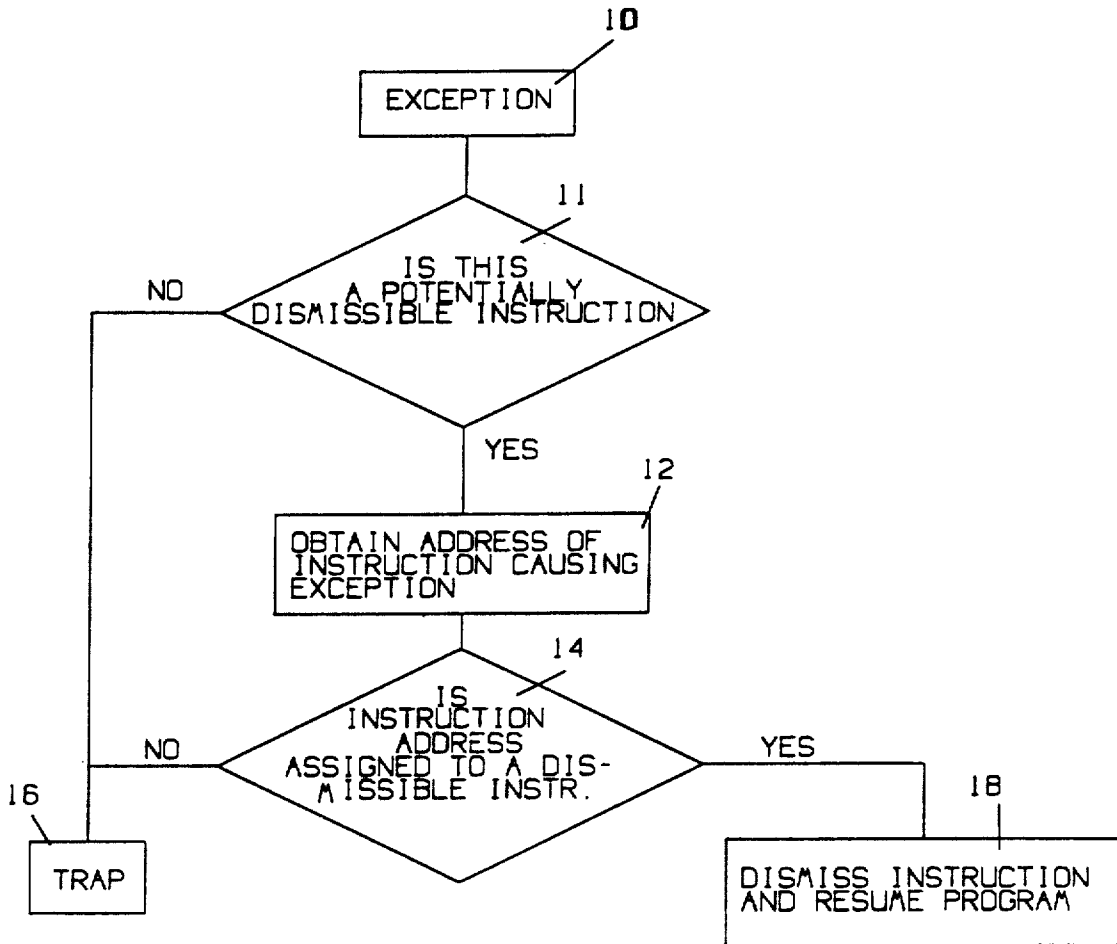 10
EXCEPTION
11
IS THIS
A POTENTIALLY
DISMISSIBLE INSTRUCTION
NO
YES
12
OBTAIN ADDRESS OF
INSTRUCTION CAUSING
EXCEPTION
14
IS
INSTRUCTION
ADDRESS
ASSIGNED TO A DIS-
MISSIBLE INSTR.
NO
YES
16
TRAP
18
DISMISS INSTRUCTION
AND RESUME PROGRAM